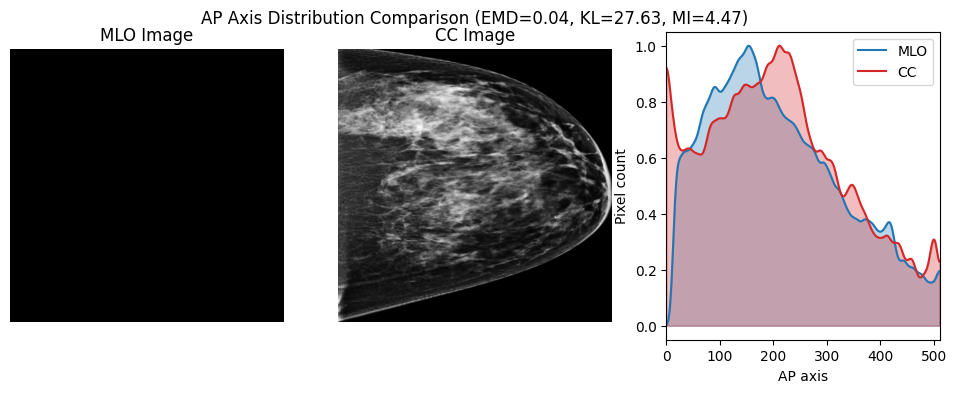 AP Axis Distribution Comparison (EMD=0.04, KL=27.63, MI=4.47)
MLO Image
CC Image
MLO
CC
Pixel count
1.0
0.8
0.6
0.4
0.2
0.0
0 100 200 300 400 500
AP axis